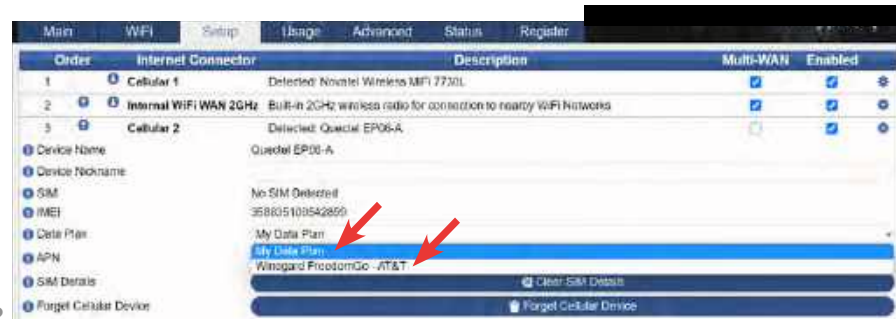 Main WiFi Setup Usage Advanced Status Register
Order Internet Connector Description Multi-WAN Enabled
1 Cellular 1 Detected: Novatel Wireless MiFi 7730L
2 Internal WiFi WAN 2GHz Built-in 2GHz wireless radio for connection to nearby WiFi Networks
3 Cellular 2 Detected: Quectel EP06-A
Device Name Quectel EP06-A
Device Nickname
SIM No SIM Detected
IMEI
Data Plan My Data Plan
My Data Plan
APN
Winegard FreedomGo - AT&T
SIM Details Clear SIM Details
Forget Cellular Device Forget Cellular Device